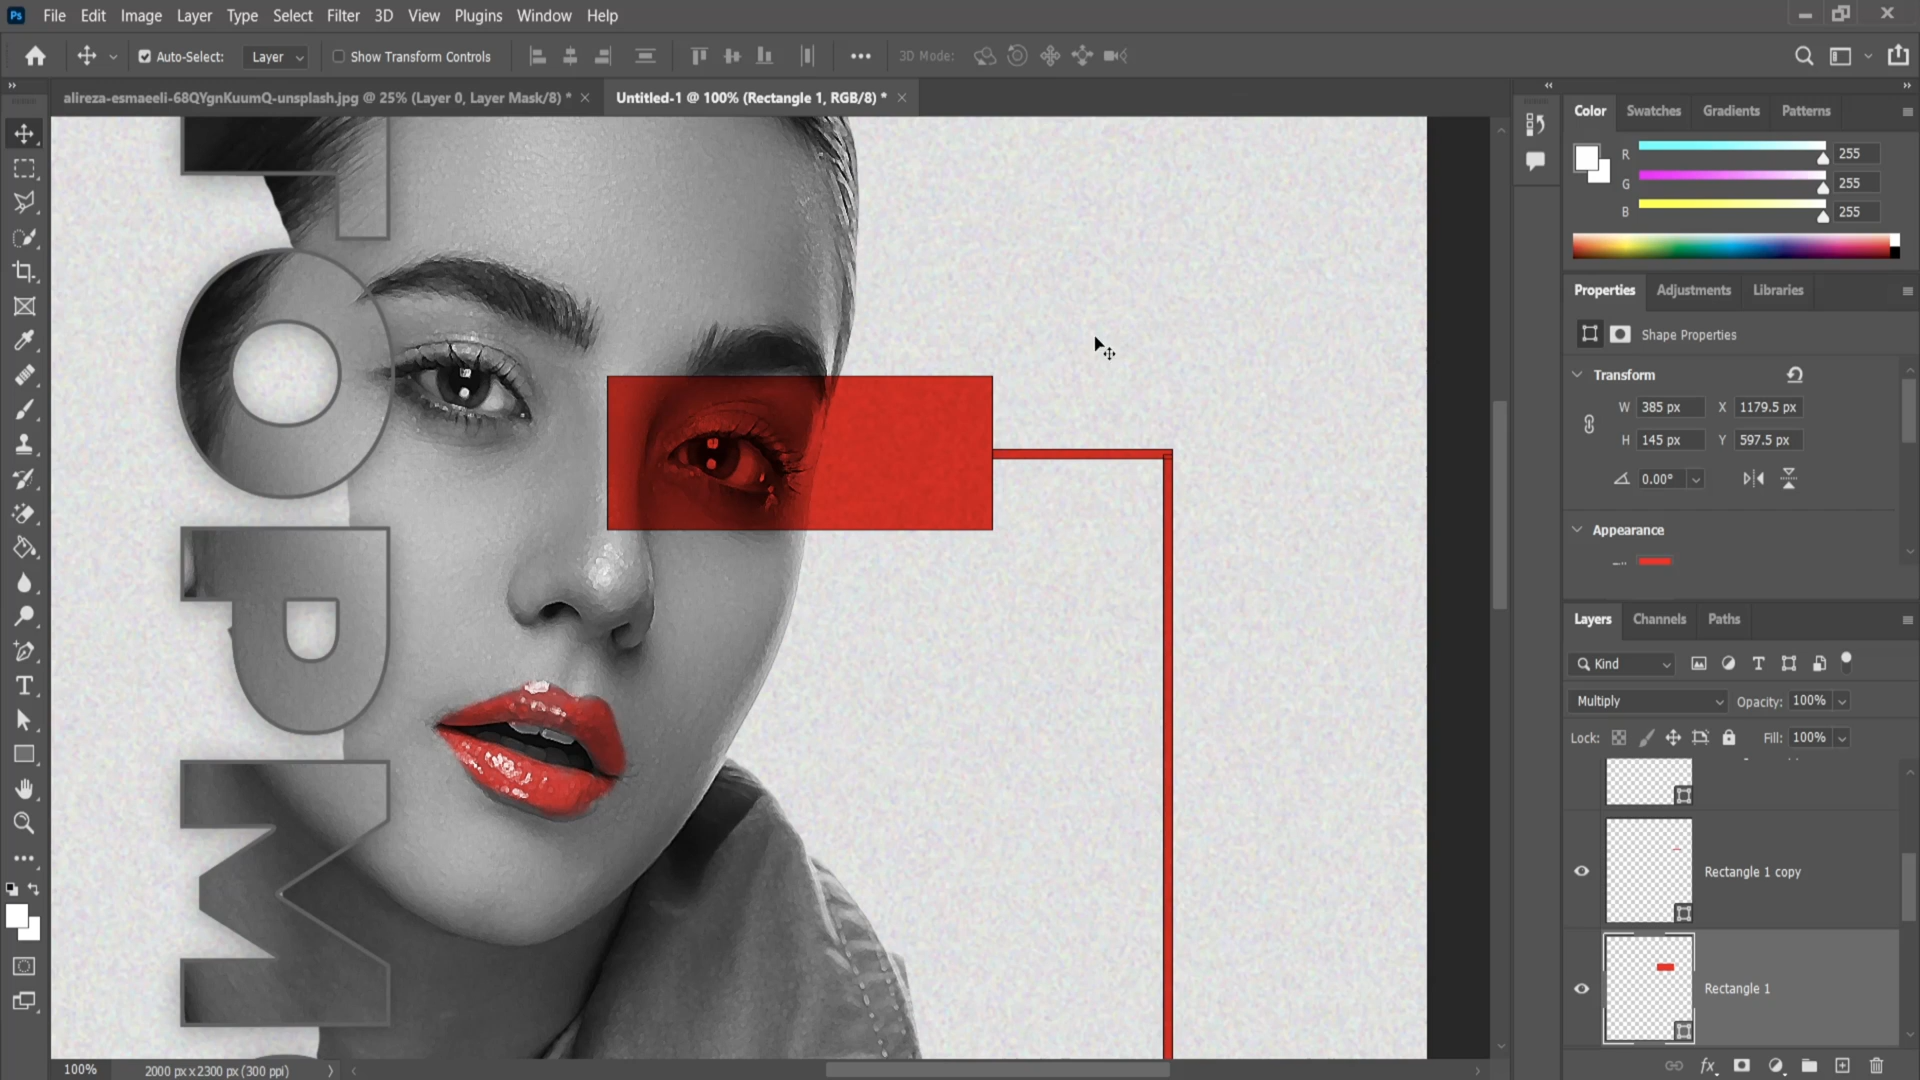 Ps File Edit Image Layer Type Select Filter 3D View Plugins Window Help
Auto-Select: Layer Show Transform Controls 3D Mode:
alireza-esmaeeli-68QYgnKuumQ-unsplash.jpg @ 25% (Layer 0, Layer Mask/8) * Untitled-1 @ 100% (Rectangle 1, RGB/8) *
Color Swatches Gradients Patterns
R 255
G 255
B 255
Properties Adjustments Libraries
Shape Properties
Transform
W 385 px X 1179.5 px
H 145 px Y 597.5 px
0.00°
Appearance
Layers Channels Paths
Kind
Multiply Opacity: 100%
Lock: Fill: 100%
Rectangle 1 copy
Rectangle 1
O
P
M
100% 2000 px x 2300 px (300 ppi)